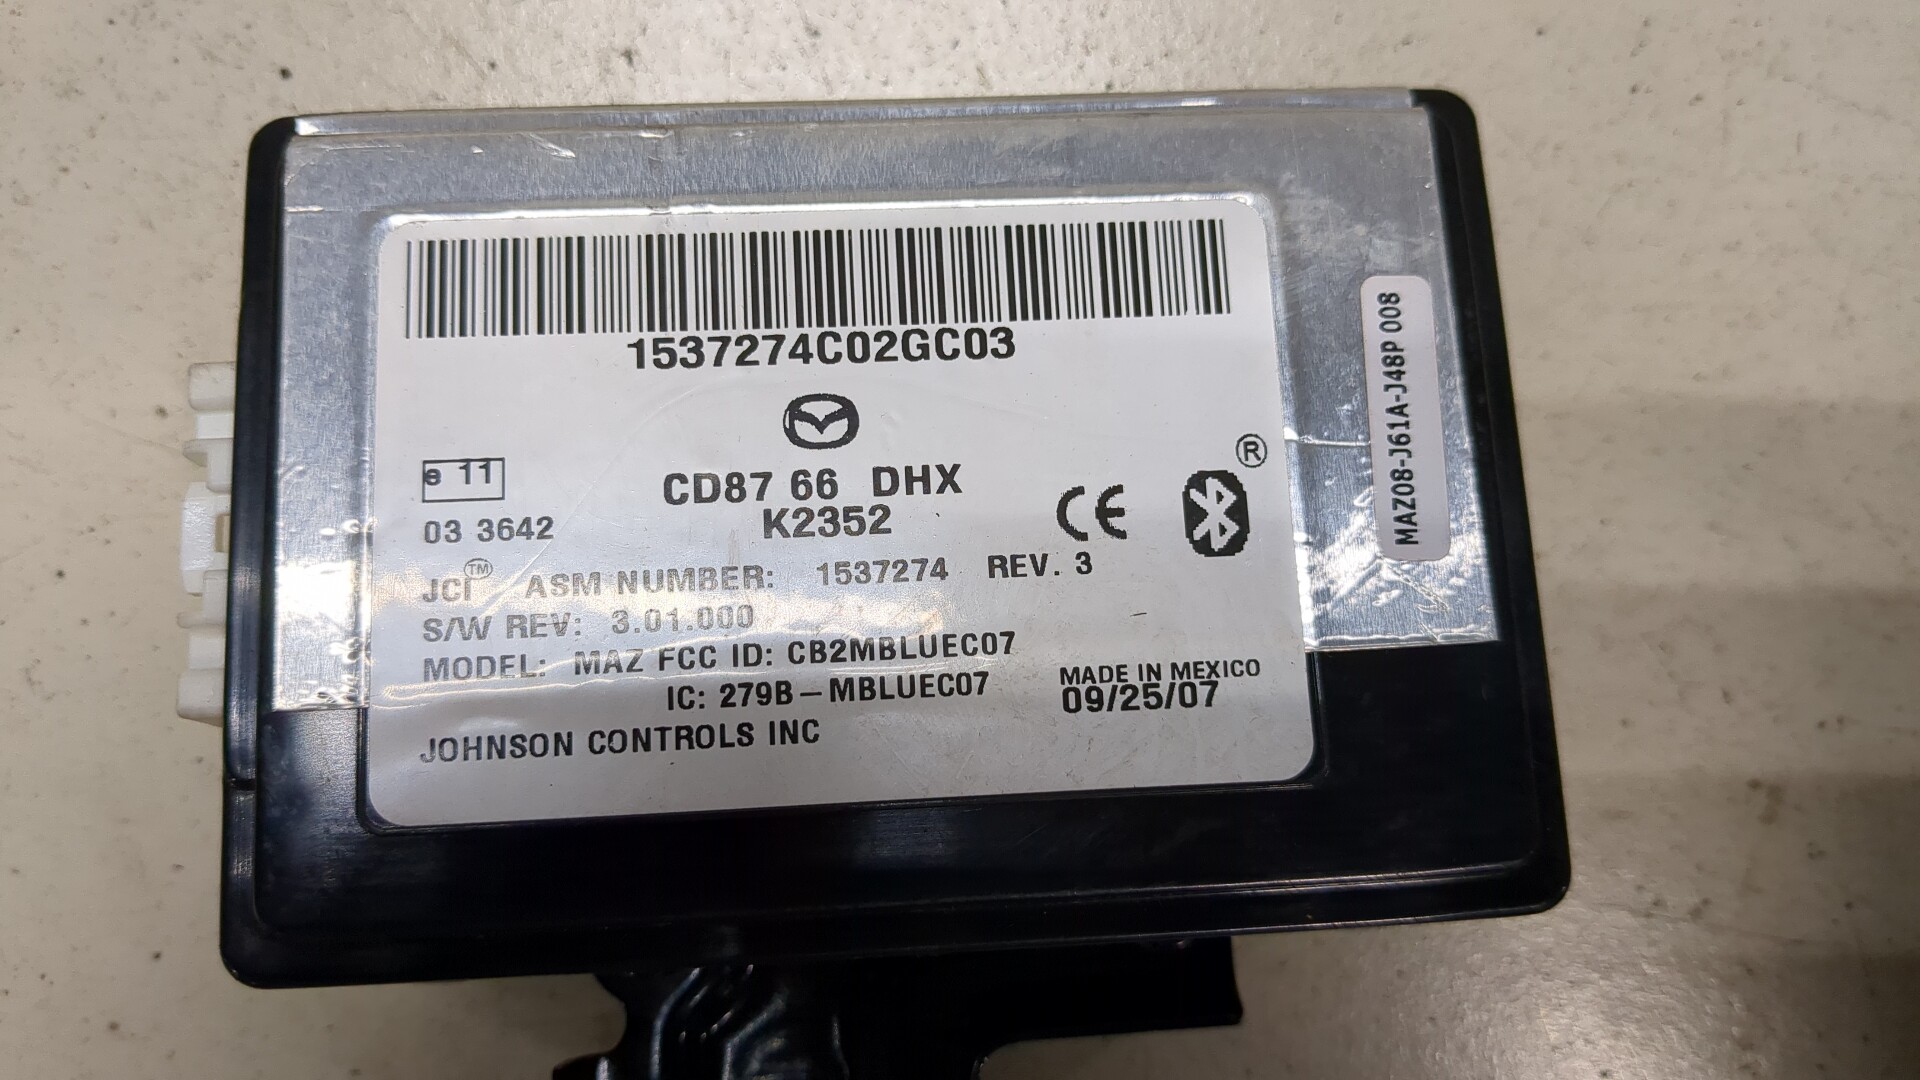 1537274C02GC03
e 11
03 3642
CD87 66 DHX
K2352
CE
®
JCI™ ASM NUMBER: 1537274 REV. 3
S/W REV: 3.01.000
MODEL: MAZ FCC ID: CB2MBLUEC07
IC: 279B-MBLUEC07
MADE IN MEXICO
09/25/07
JOHNSON CONTROLS INC
MAZ08-J61A-J48P 008